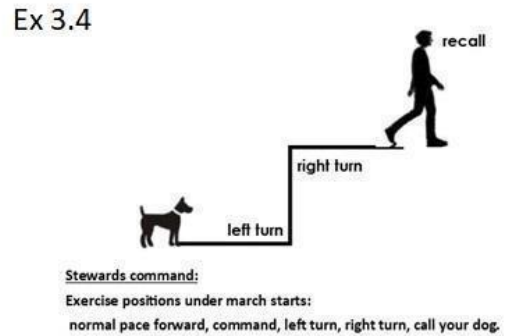 Ex 3.4
recall
right turn
left turn
Stewards command:
Exercise positions under march starts:
normal pace forward, command, left turn, right turn, call your dog.